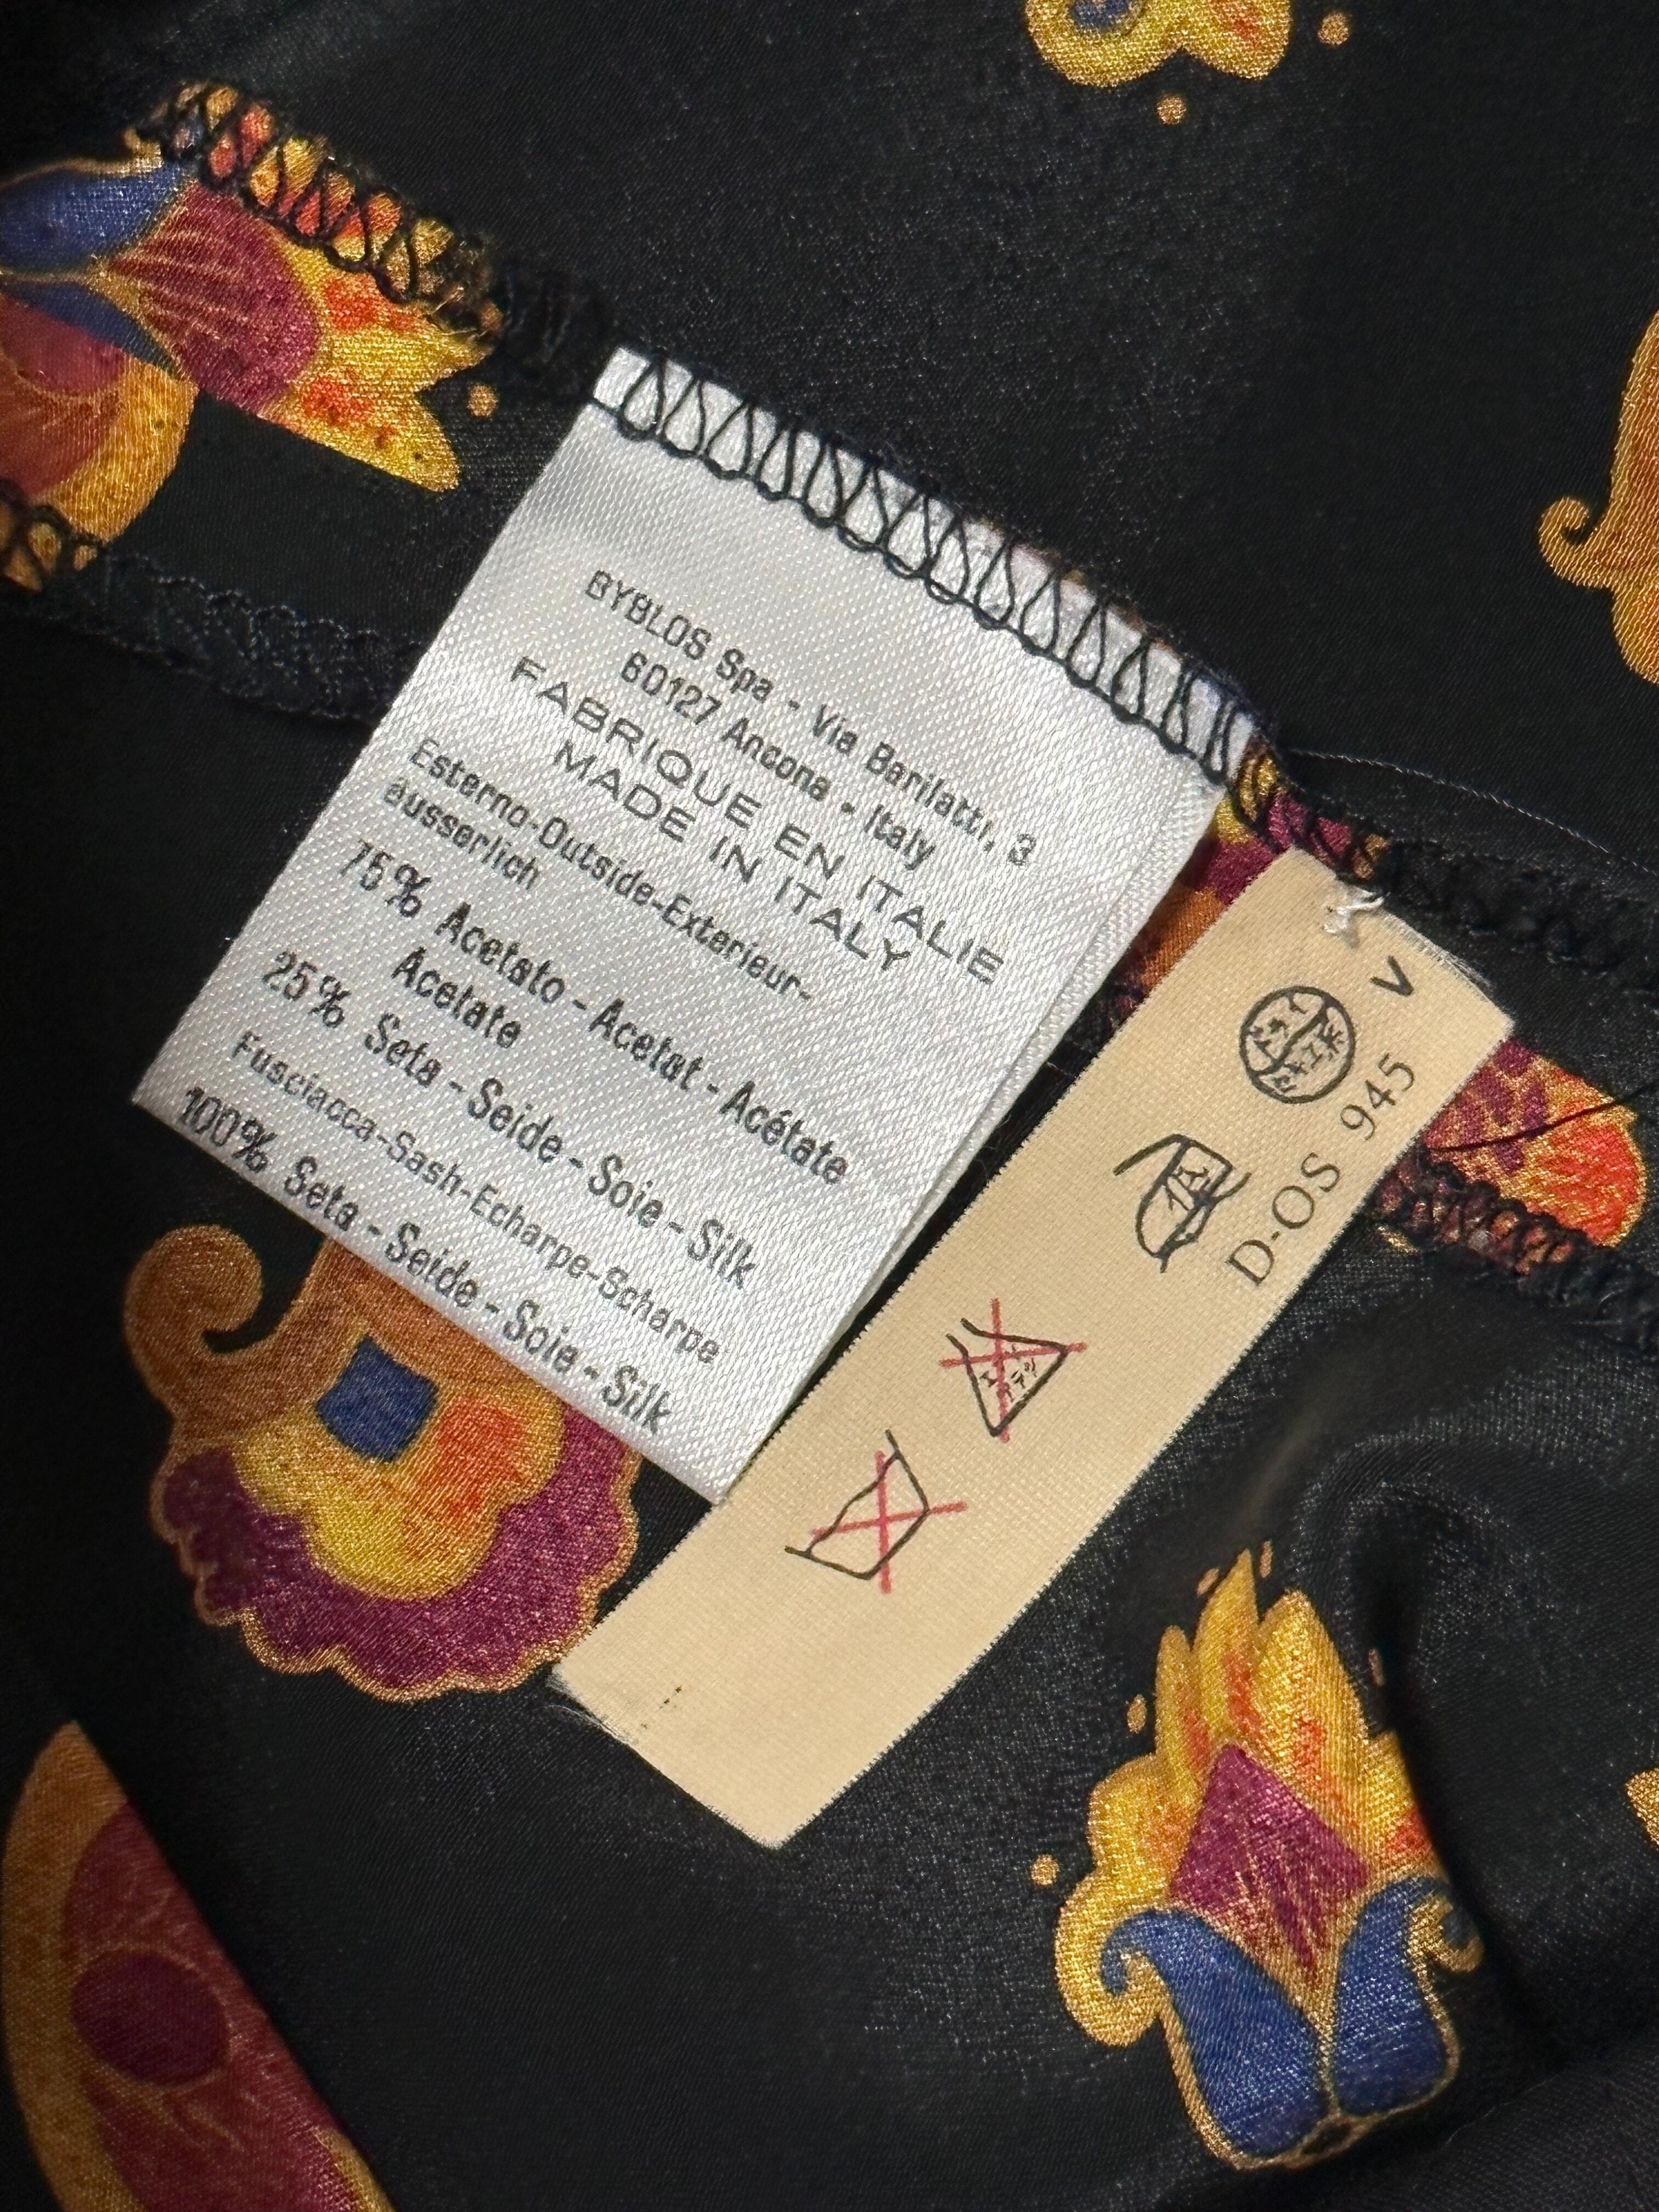 BYBLOS Spa - Via Barilatti, 3
60127 Ancona - Italy
FABRIQUE EN ITALIE
MADE IN ITALY
Esterno-Outside-Exterieur-
ausserlich
75% Acetato - Acetat - Acétate
Acetate
25% Seta - Seide - Soie - Silk
Fusciacca-Sash-Echarpe-Scharpe
100% Seta - Seide - Soie - Silk
V
D-OS 945